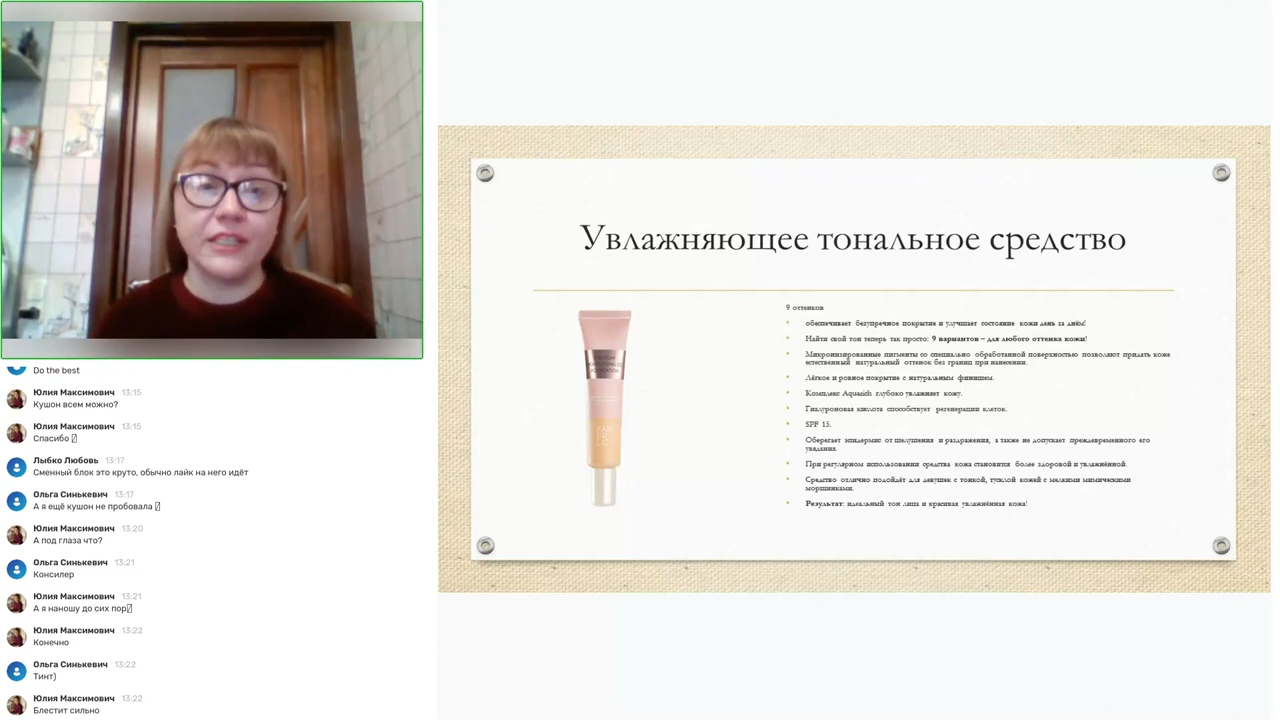 Do the best
Юлия Максимович 13:15
Кушон всем можно?
Юлия Максимович 13:15
Спасибо
Лыбко Любовь 13:17
Сменный блок это круто, обычно лайк на него идёт
Ольга Синькевич 13:17
А я ещё кушон не пробовала
Юлия Максимович 13:20
А под глаза что?
Ольга Синькевич 13:21
Консилер
Юлия Максимович 13:21
А я наношу до сих пор
Юлия Максимович 13:22
Конечно
Ольга Синькевич 13:22
Тинт)
Юлия Максимович 13:22
Блестит сильно
Увлажняющее тональное средство
9 оттенков
обеспечивает безупречное покрытие и улучшает состояние кожи день за днём!
Найти свой тон теперь так просто: 9 вариантов – для любого оттенка кожи!
Микронизированные пигменты со специально обработанной поверхностью позволяют придать коже
естественный натуральный оттенок без границ при нанесении.
Лёгкое и ровное покрытие с натуральным финишем.
Комплекс Aquarich глубоко увлажняет кожу.
Гиалуроновая кислота способствует регенерации клеток.
SPF 15.
Оберегает эпидермис от шелушения и раздражения, а также не допускает преждевременного его
увядания.
При регулярном использовании средства кожа становится более здоровой и увлажнённой.
Средство отлично подойдёт для девушек с тонкой, тусклой кожей с мелкими мимическими
морщинками.
Результат: идеальный тон лица и красивая увлажнённая кожа!